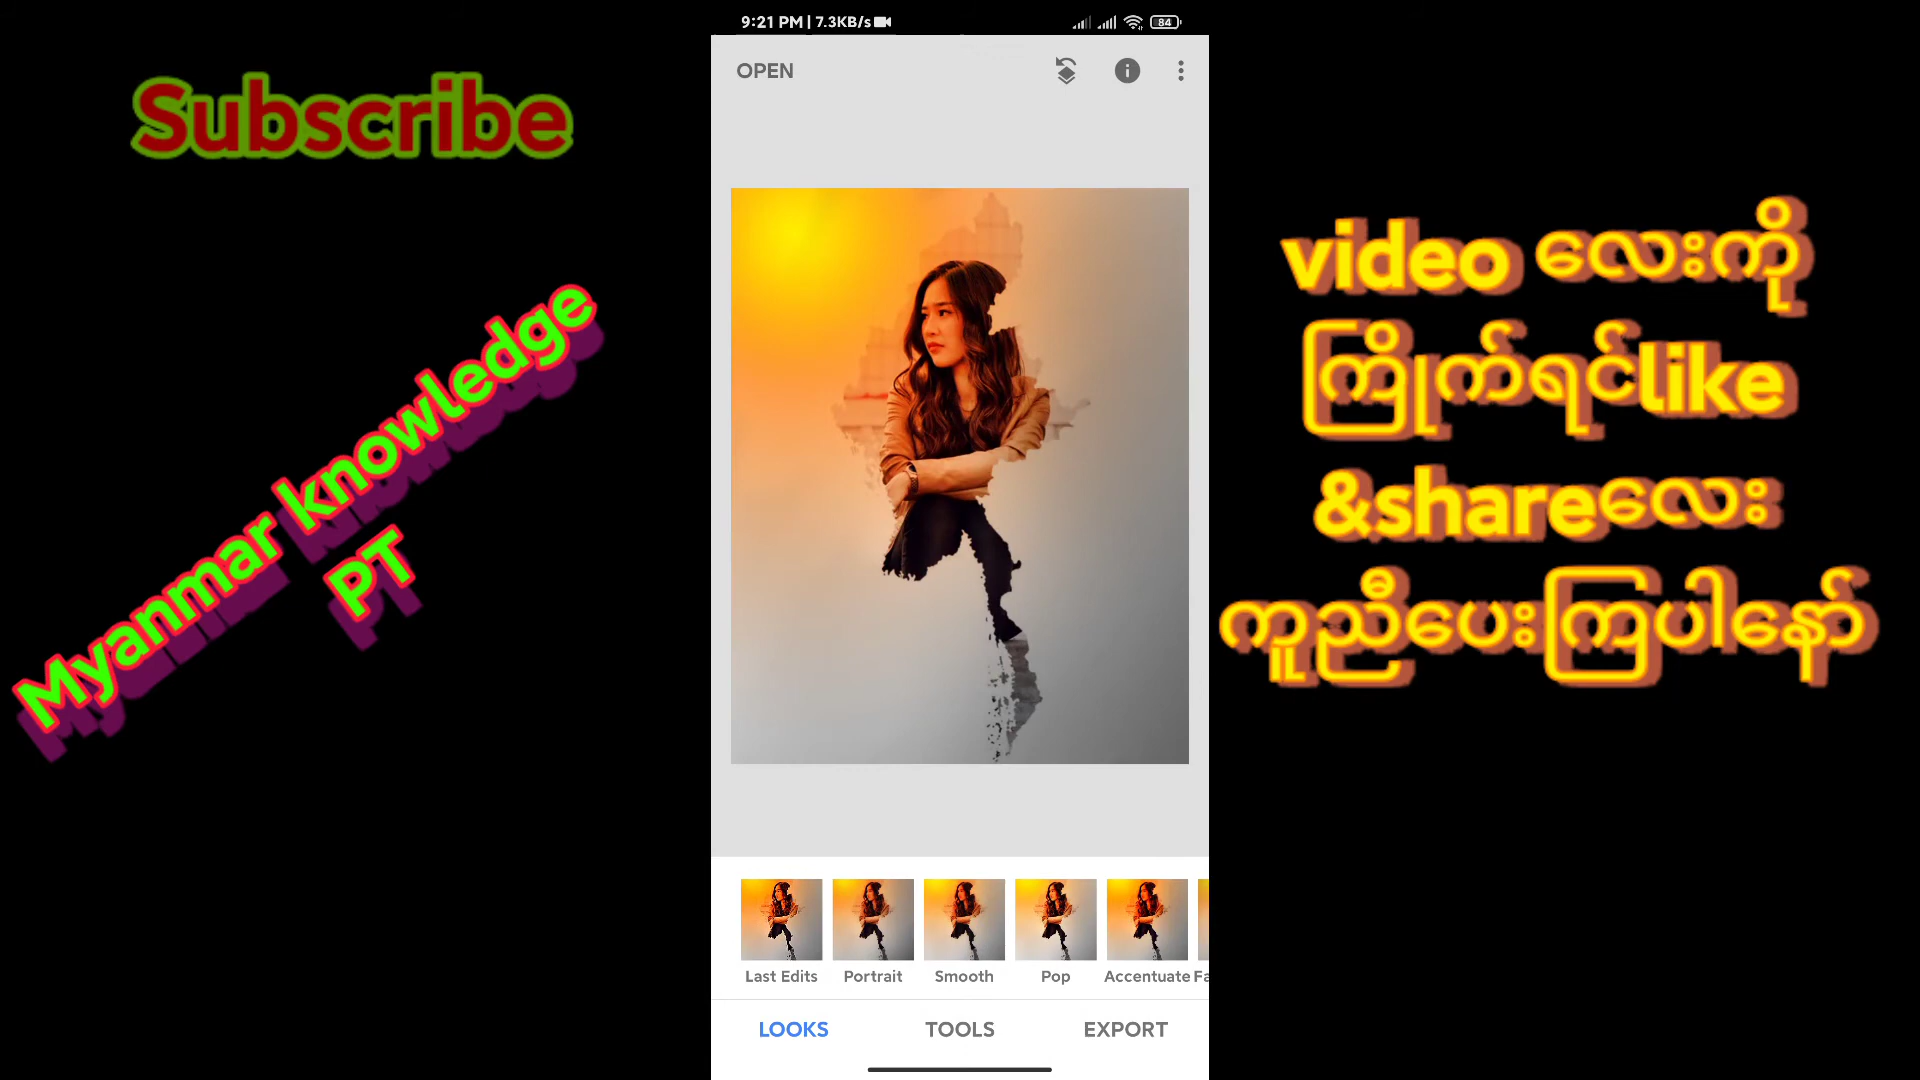 9:21 PM | 7.3KB/s
84
OPEN
Subscribe
Myanmar knowledge
PT
video လေးကို
ကြိုက်ရင်like
&shareလေး
ကူညီပေးကြပါနော်
Last Edits
Portrait
Smooth
Pop
Accentuate
Fa
LOOKS
TOOLS
EXPORT